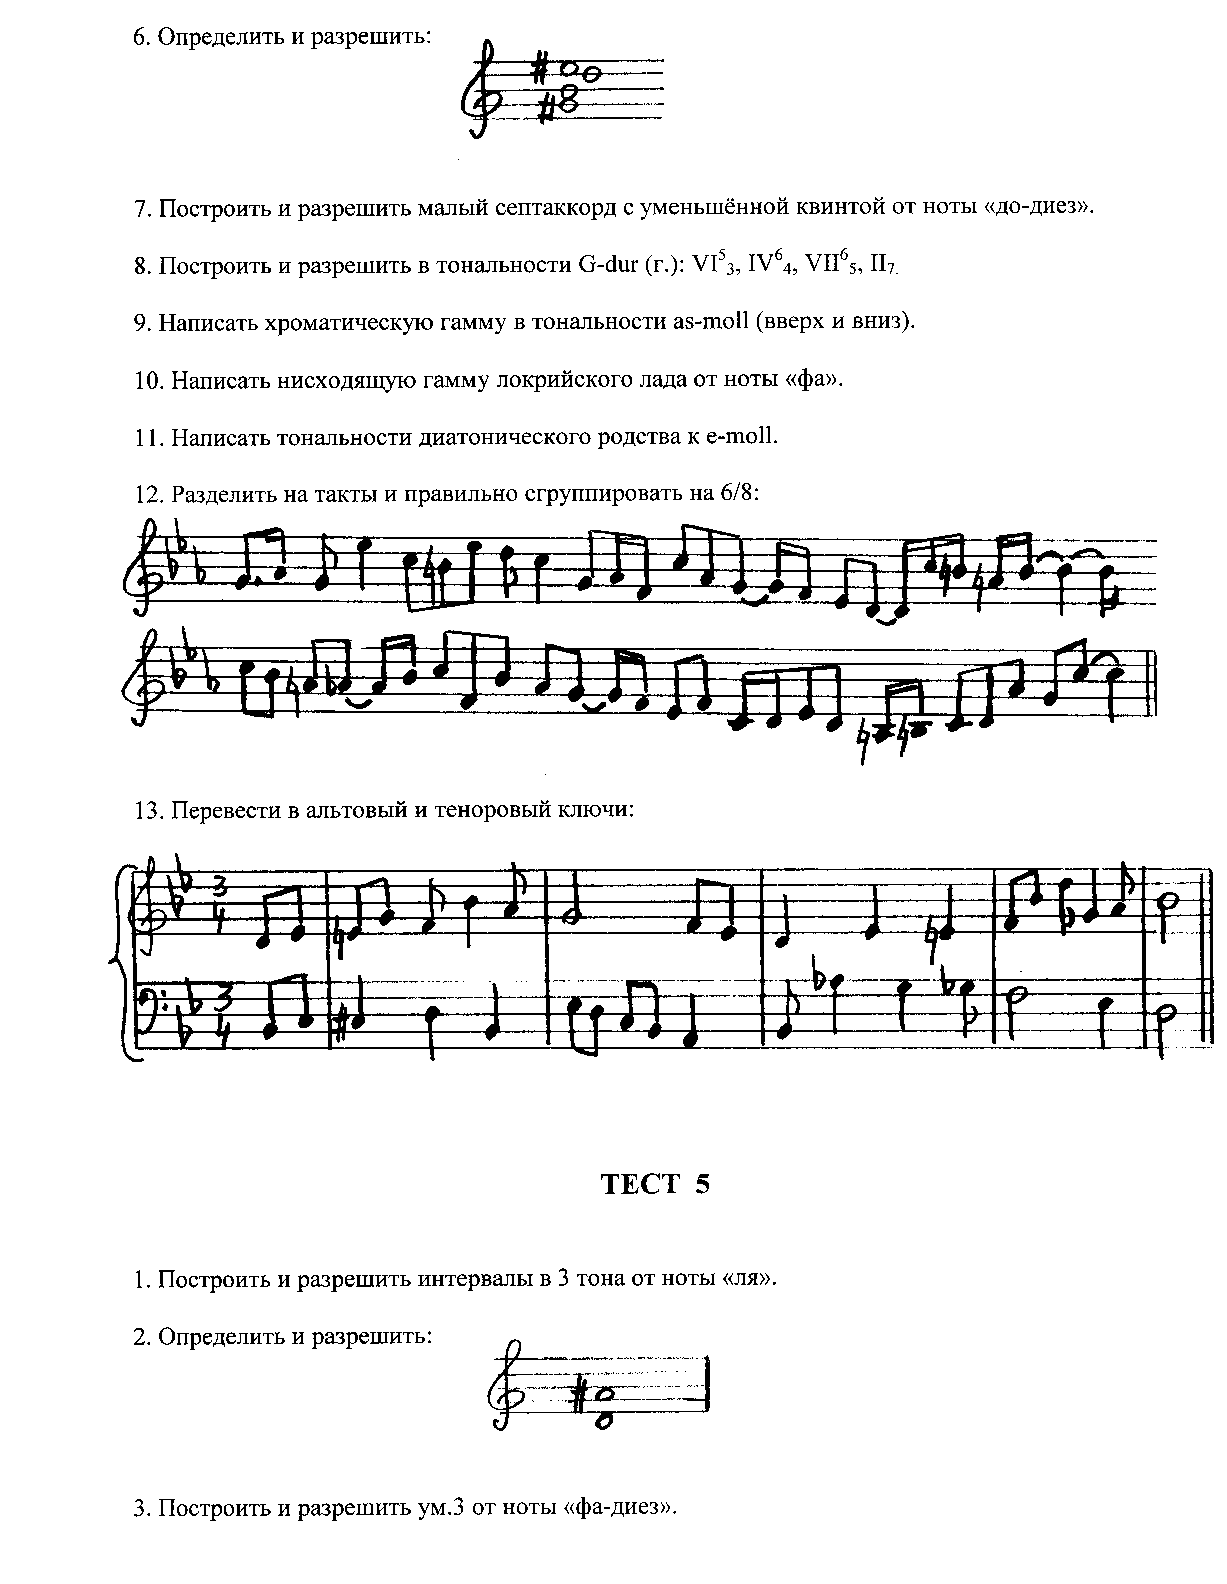 6. Определить и разрешить:
7. Построить и разрешить малый септаккорд с уменьшённой квинтой от ноты «до-диез».
8. Построить и разрешить в тональности G-dur (г.): VI⁵₃, IV⁶₄, VII⁶₅, II₇.
9. Написать хроматическую гамму в тональности as-moll (вверх и вниз).
10. Написать нисходящую гамму локрийского лада от ноты «фа».
11. Написать тональности диатонического родства к e-moll.
12. Разделить на такты и правильно сгруппировать на 6/8:
13. Перевести в альтовый и теноровый ключи:
3
4
3
4
ТЕСТ 5
1. Построить и разрешить интервалы в 3 тона от ноты «ля».
2. Определить и разрешить:
3. Построить и разрешить ум.3 от ноты «фа-диез».